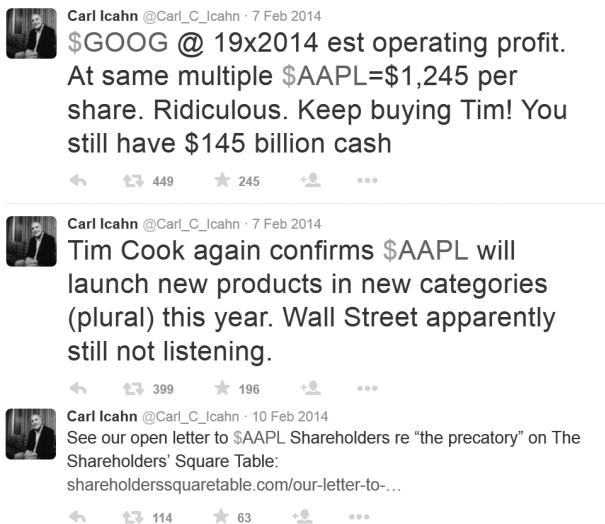 Carl Icahn @Carl_C_Icahn · 7 Feb 2014
$GOOG @ 19x2014 est operating profit.
At same multiple $AAPL=$1,245 per
share. Ridiculous. Keep buying Tim! You
still have $145 billion cash
449 245
Carl Icahn @Carl_C_Icahn · 7 Feb 2014
Tim Cook again confirms $AAPL will
launch new products in new categories
(plural) this year. Wall Street apparently
still not listening.
399 196
Carl Icahn @Carl_C_Icahn · 10 Feb 2014
See our open letter to $AAPL Shareholders re “the precatory” on The
Shareholders’ Square Table:
shareholderssquaretable.com/our-letter-to-…
114 63